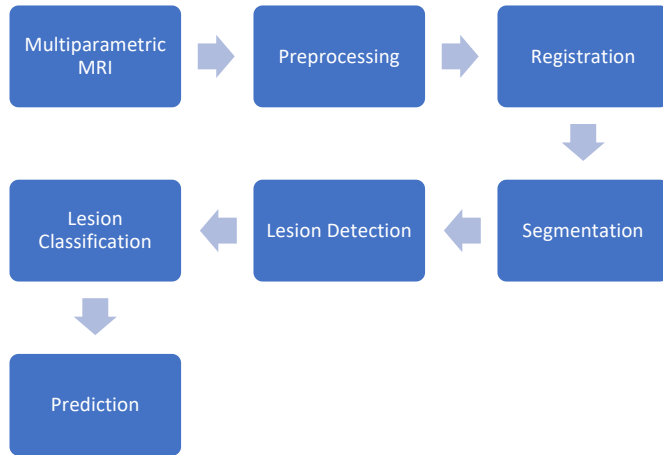 Multiparametric
MRI
Preprocessing
Registration
Segmentation
Lesion Detection
Lesion
Classification
Prediction